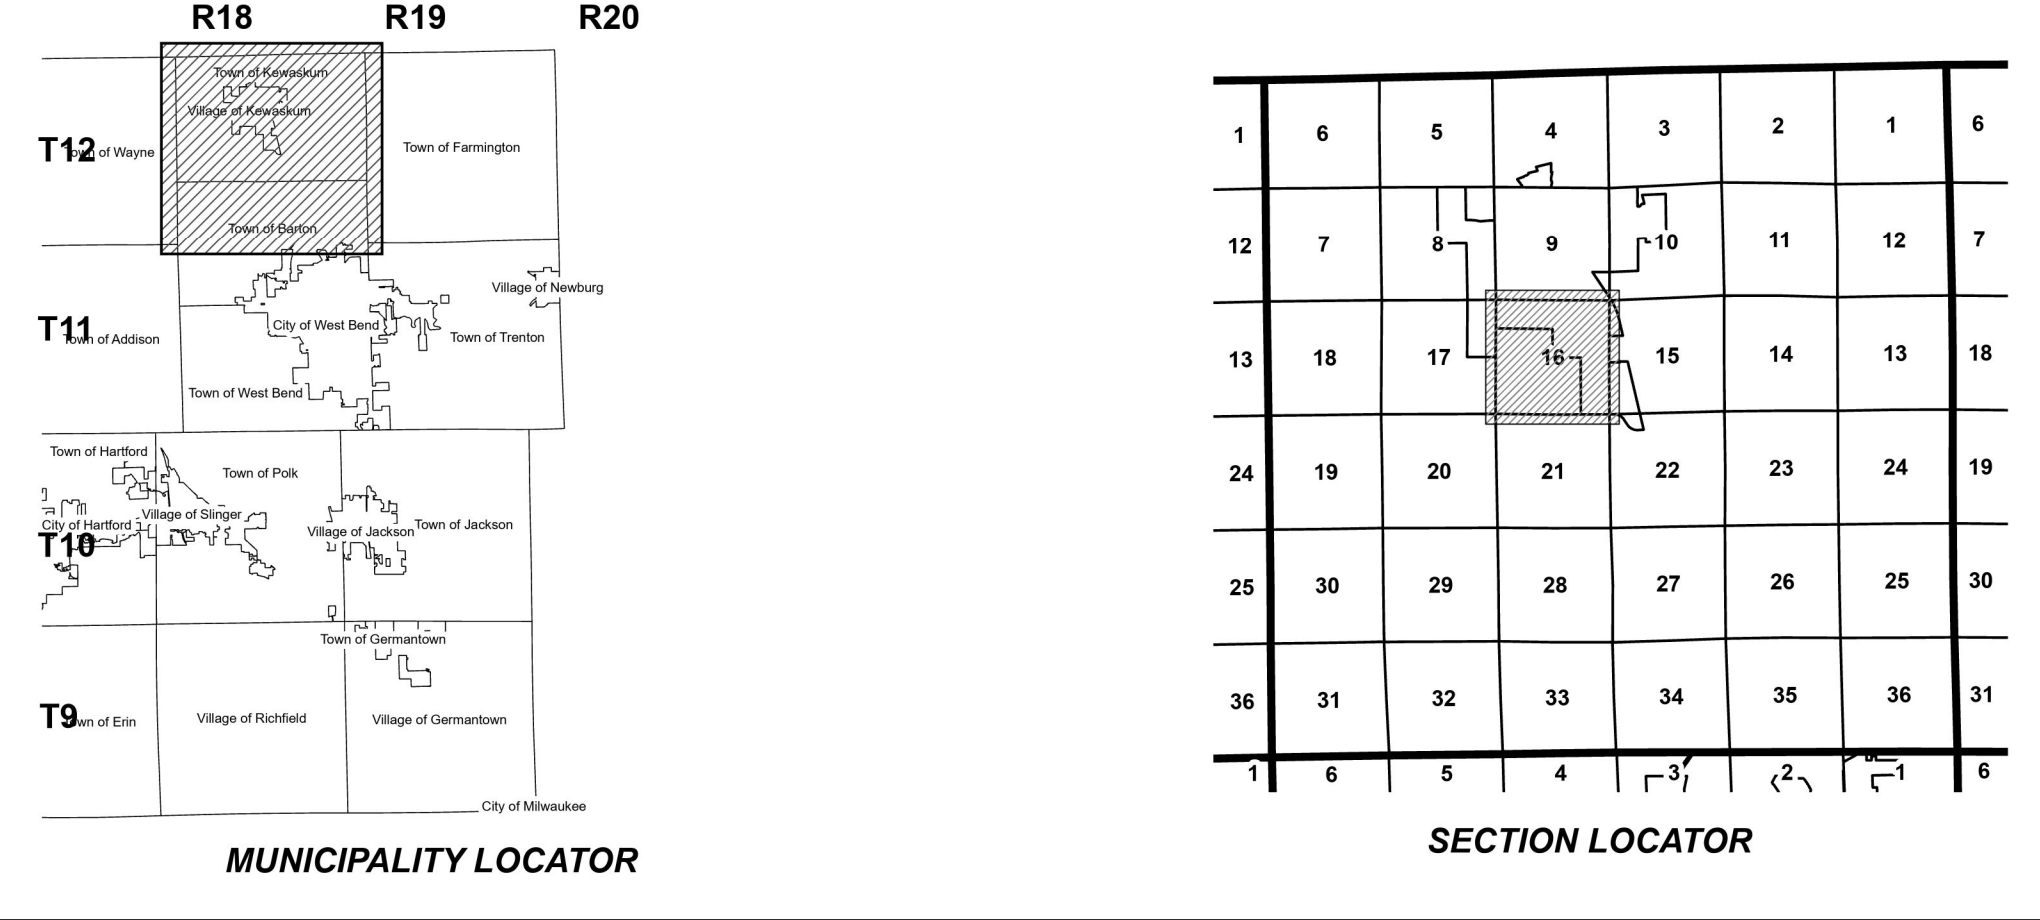 R18 R19 R20
Town of Kewaskum
Village of Kewaskum
T12
Town of Wayne
Town of Farmington
Town of Barton
Village of Newburg
City of West Bend
T11
Town of Addison
Town of Trenton
Town of West Bend
Town of Hartford
Town of Polk
Village of Slinger
City of Hartford
Village of Jackson
Town of Jackson
T10
Town of Germantown
T9
Town of Erin
Village of Richfield
Village of Germantown
City of Milwaukee
MUNICIPALITY LOCATOR
1 6 5 4 3 2 1 6
12 7 8 9 10 11 12 7
13 18 17 16 15 14 13 18
24 19 20 21 22 23 24 19
25 30 29 28 27 26 25 30
36 31 32 33 34 35 36 31
1 6 5 4 3 2 1 6
SECTION LOCATOR